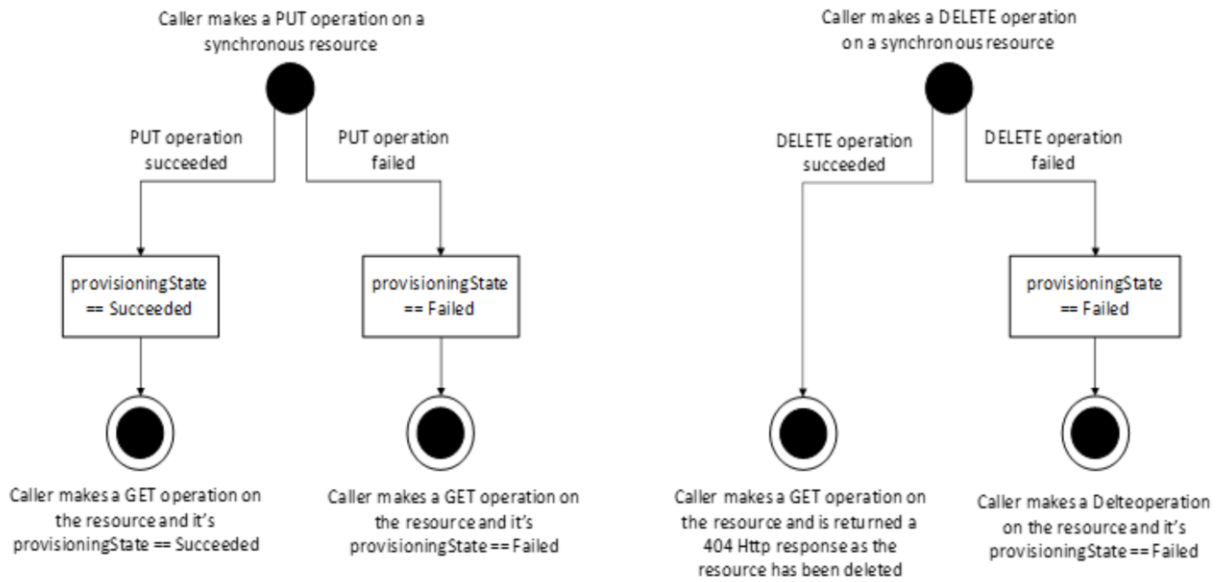 Caller makes a PUT operation on a
synchronous resource
PUT operation
succeeded
PUT operation
failed
provisioningState
== Succeeded
provisioningState
== Failed
Caller makes a GET operation on
the resource and it's
provisioningState == Succeeded
Caller makes a GET operation on
the resource and it's
provisioningState == Failed
Caller makes a DELETE operation
on a synchronous resource
DELETE operation
succeeded
DELETE operation
failed
provisioningState
== Failed
Caller makes a GET operation on
the resource and is returned a
404 Http response as the
resource has been deleted
Caller makes a Delteoperation
on the resource and it's
provisioningState == Failed